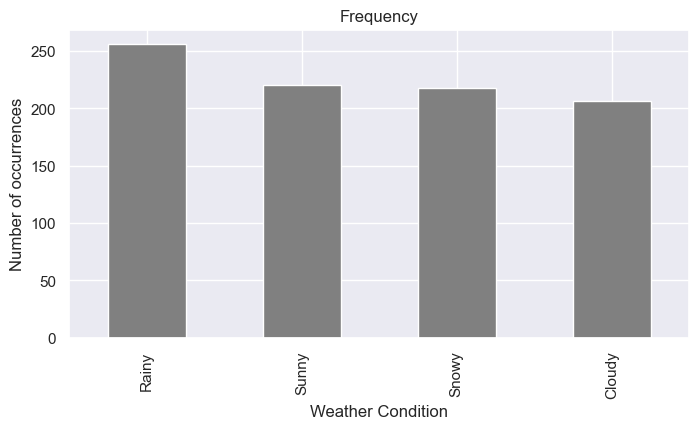 Frequency
Number of occurrences
250
200
150
100
50
0
Rainy
Sunny
Snowy
Cloudy
Weather Condition